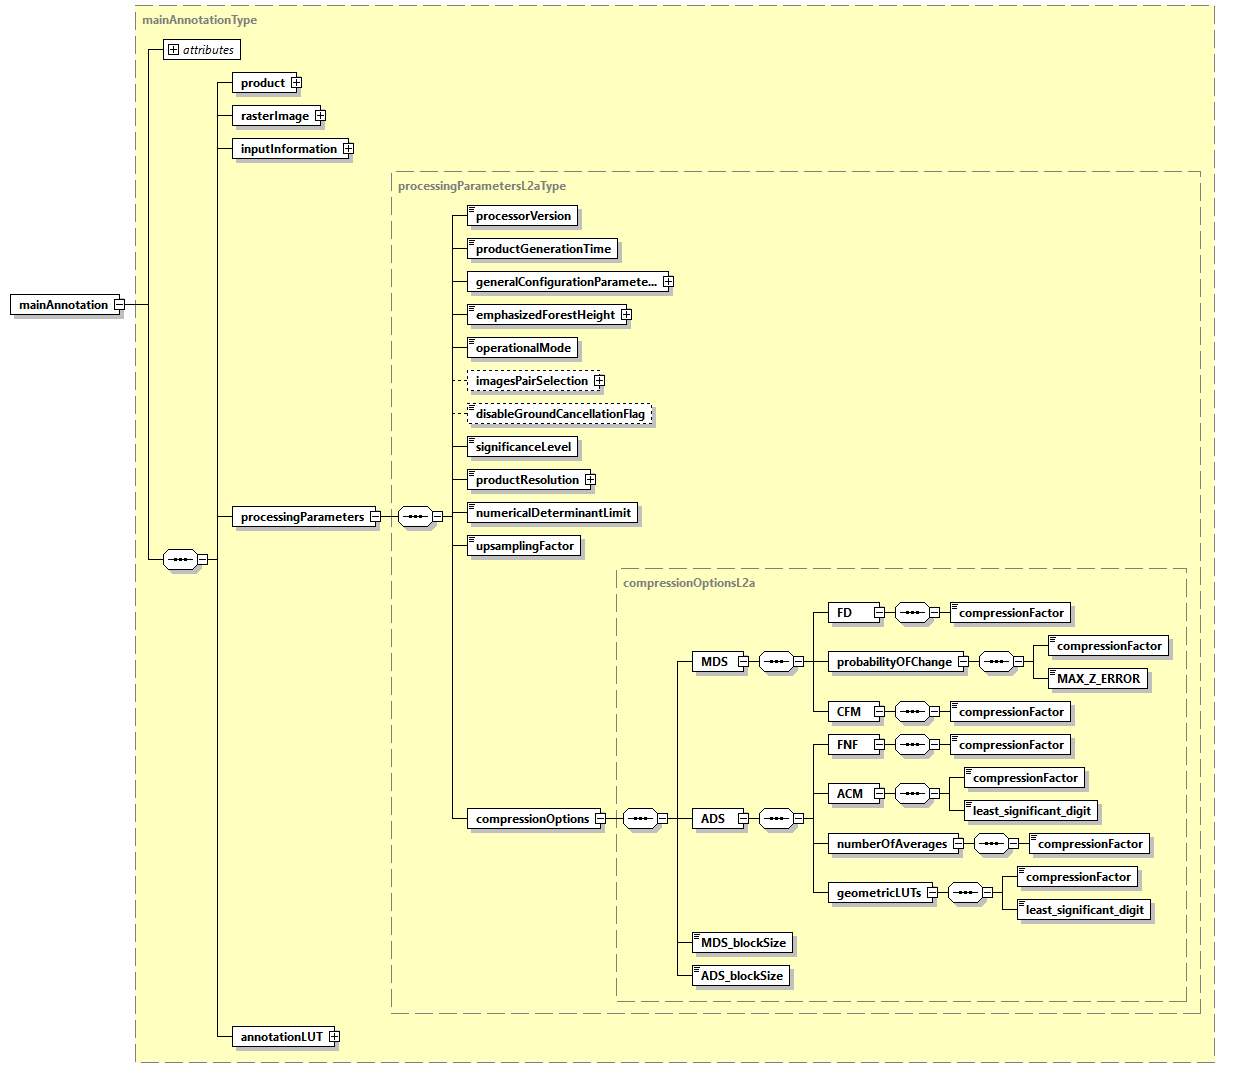 mainAnnotationType
attributes
product
rasterImage
inputInformation
processingParametersL2aType
processorVersion
productGenerationTime
generalConfigurationParamete...
mainAnnotation
emphasizedForestHeight
operationalMode
imagesPairSelection
disableGroundCancellationFlag
significanceLevel
productResolution
numericalDeterminantLimit
processingParameters
upsamplingFactor
compressionOptionsL2a
FD
compressionFactor
MDS
probabilityOFChange
compressionFactor
MAX_Z_ERROR
CFM
compressionFactor
FNF
compressionFactor
ACM
compressionFactor
least_significant_digit
compressionOptions
ADS
numberOfAverages
compressionFactor
geometricLUTs
compressionFactor
least_significant_digit
MDS_blockSize
ADS_blockSize
annotationLUT